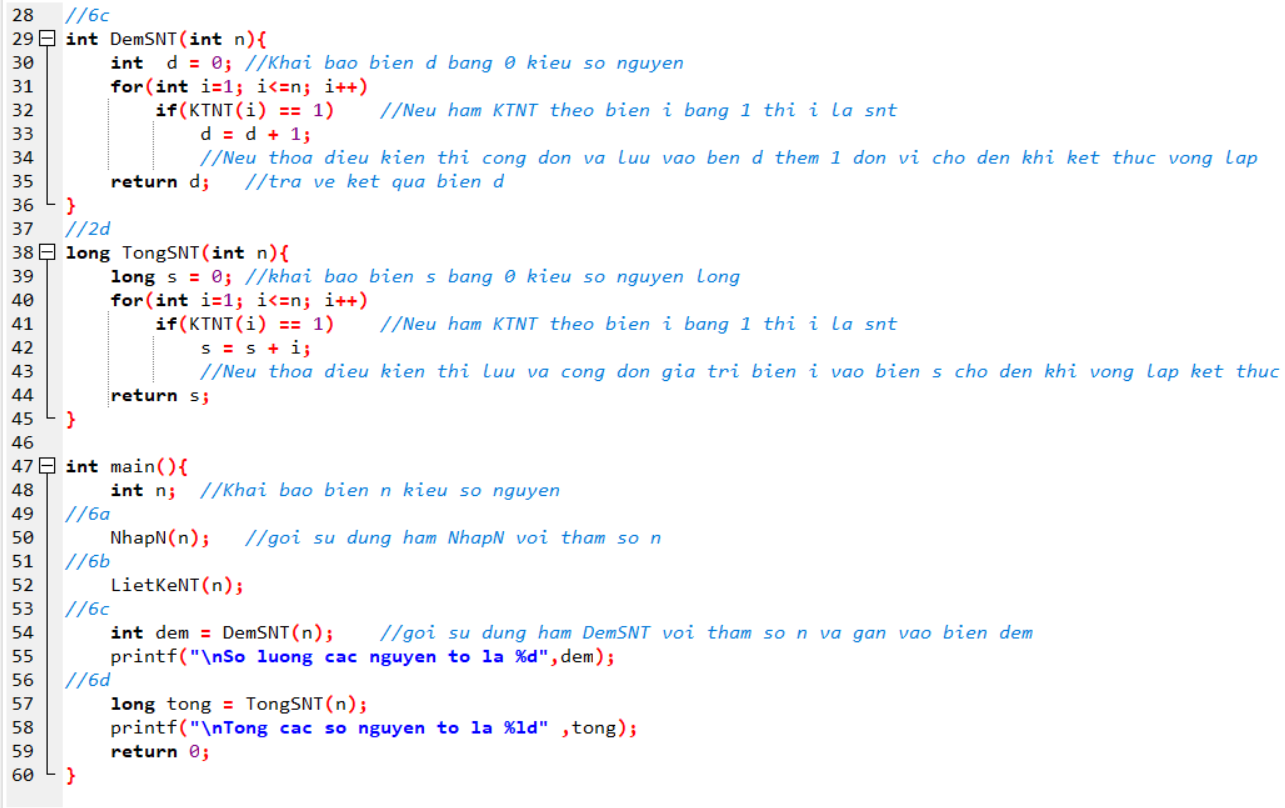 28 //6c
29 int DemSNT(int n){
30 int d = 0; //Khai bao bien d bang 0 kieu so nguyen
31 for(int i=1; i<=n; i++)
32 if(KTNT(i) == 1) //Neu ham KTNT theo bien i bang 1 thi i la snt
33 d = d + 1;
34 //Neu thoa dieu kien thi cong don va luu vao ben d them 1 don vi cho den khi ket thuc vong lap
35 return d; //tra ve ket qua bien d
36 }
37 //2d
38 long TongSNT(int n){
39 long s = 0; //khai bao bien s bang 0 kieu so nguyen long
40 for(int i=1; i<=n; i++)
41 if(KTNT(i) == 1) //Neu ham KTNT theo bien i bang 1 thi i la snt
42 s = s + i;
43 //Neu thoa dieu kien thi luu va cong don gia tri bien i vao bien s cho den khi vong lap ket thuc
44 return s;
45 }
46
47 int main(){
48 int n; //Khai bao bien n kieu so nguyen
49 //6a
50 NhapN(n); //goi su dung ham NhapN voi tham so n
51 //6b
52 LietKeNT(n);
53 //6c
54 int dem = DemSNT(n); //goi su dung ham DemSNT voi tham so n va gan vao bien dem
55 printf("\nSo luong cac nguyen to la %d",dem);
56 //6d
57 long tong = TongSNT(n);
58 printf("\nTong cac so nguyen to la %ld" ,tong);
59 return 0;
60 }